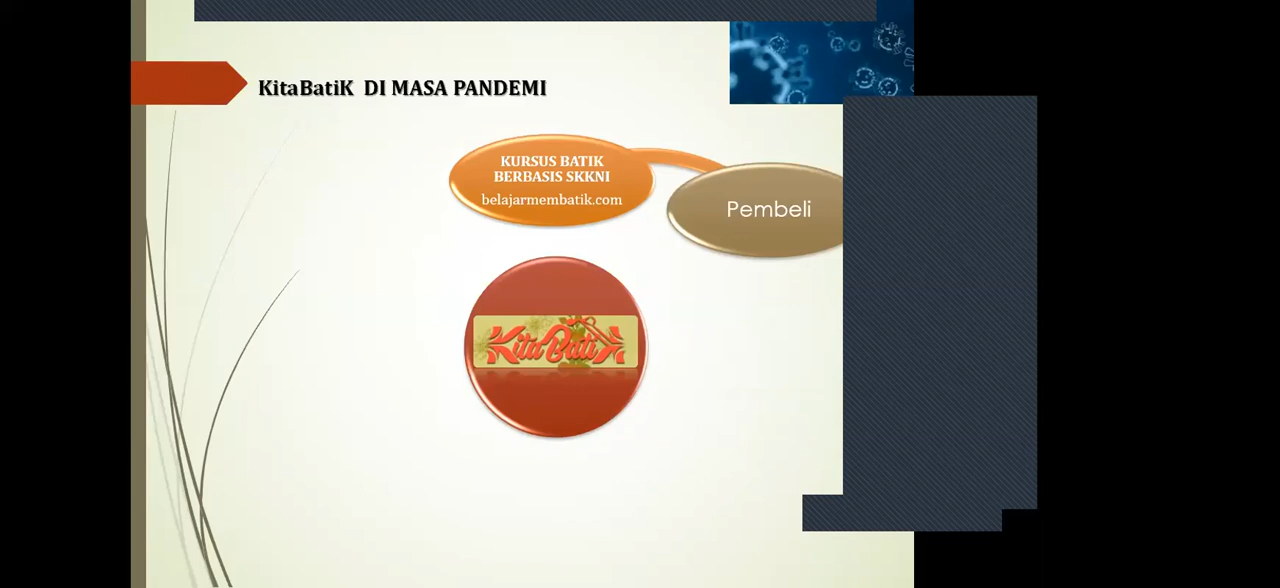 KitaBatiK DI MASA PANDEMI
KURSUS BATIK
BERBASIS SKKNI
belajarmembatik.com
Pembeli
KitaBatiK